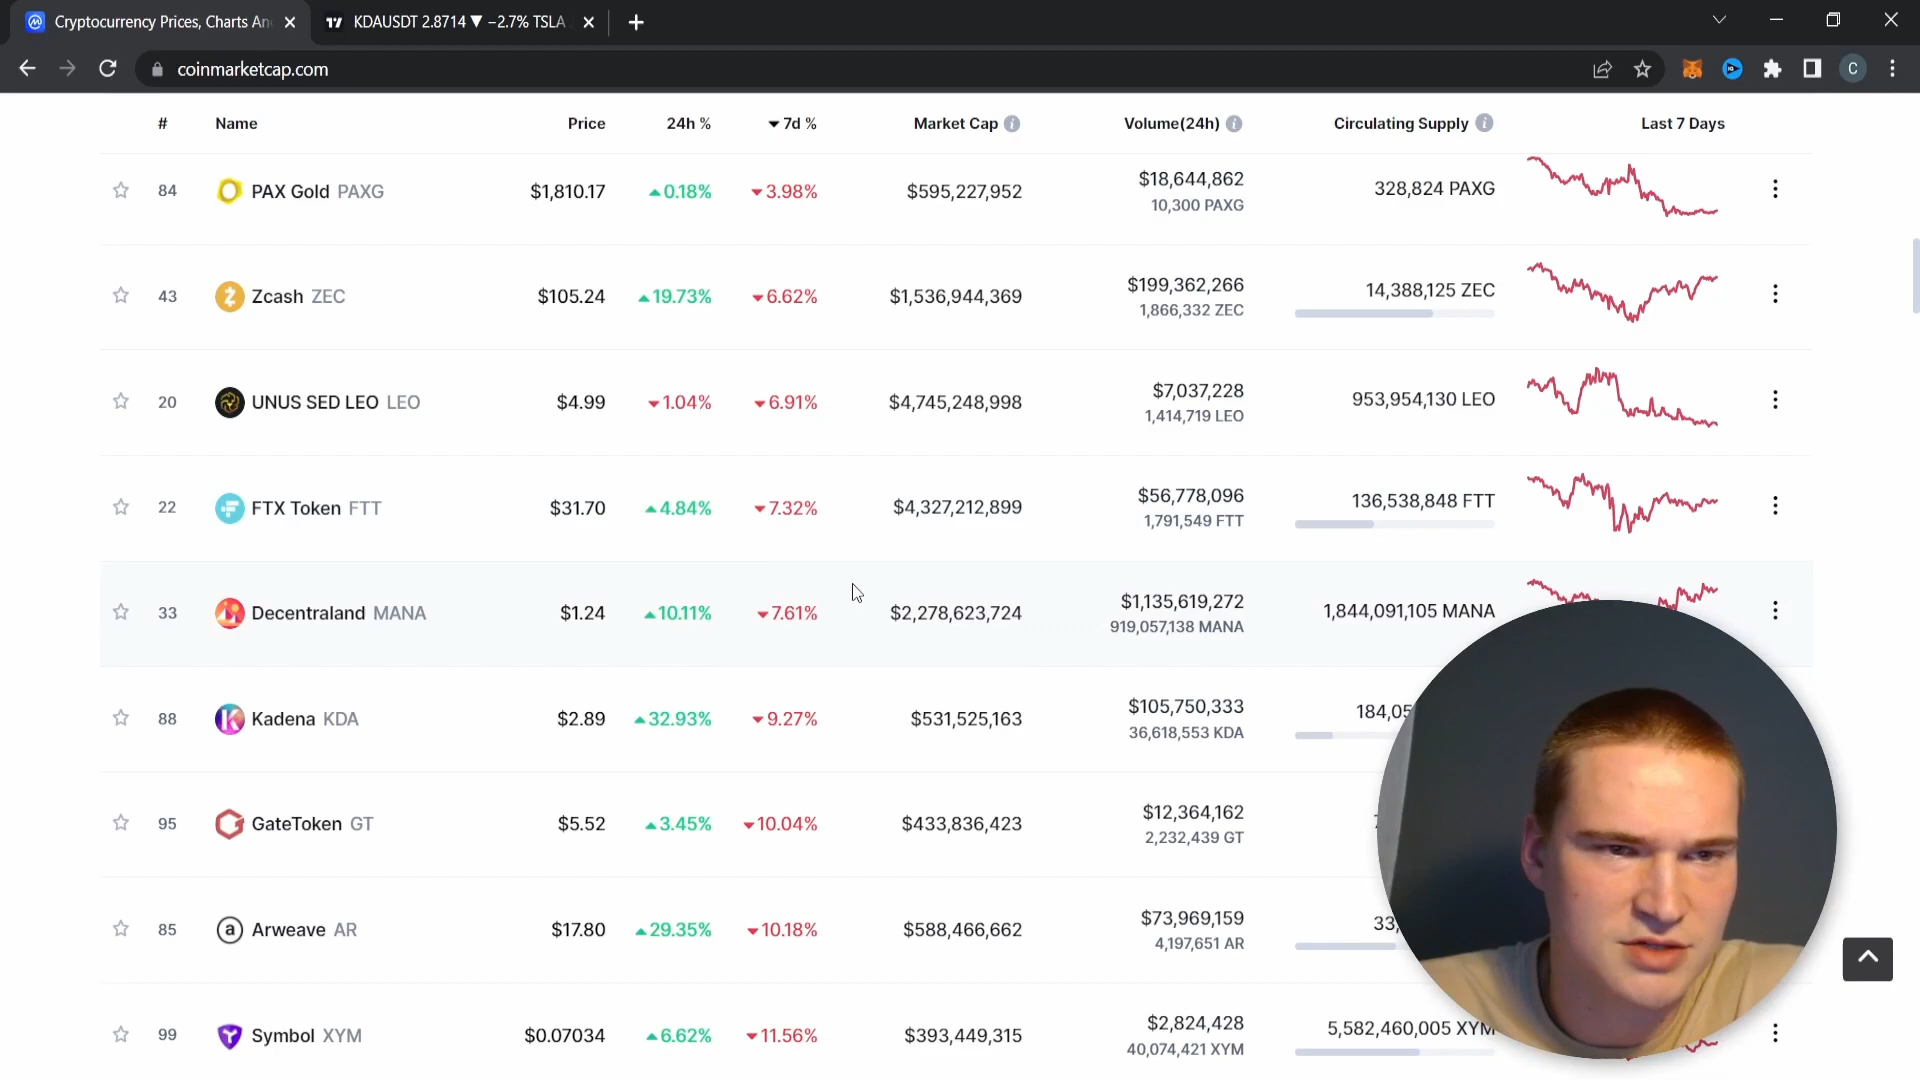 Cryptocurrency Prices, Charts An
KDAUSDT 2.8714 ▼ −2.7% TSLA
coinmarketcap.com
C
# Name Price 24h % 7d % Market Cap Volume(24h) Circulating Supply Last 7 Days
84 PAX Gold PAXG $1,810.17 0.18% 3.98% $595,227,952 $18,644,862 328,824 PAXG
10,300 PAXG
43 Zcash ZEC $105.24 19.73% 6.62% $1,536,944,369 $199,362,266 14,388,125 ZEC
1,866,332 ZEC
20 UNUS SED LEO LEO $4.99 1.04% 6.91% $4,745,248,998 $7,037,228 953,954,130 LEO
1,414,719 LEO
22 FTX Token FTT $31.70 4.84% 7.32% $4,327,212,899 $56,778,096 136,538,848 FTT
1,791,549 FTT
33 Decentraland MANA $1.24 10.11% 7.61% $2,278,623,724 $1,135,619,272 1,844,091,105 MANA
919,057,138 MANA
88 Kadena KDA $2.89 32.93% 9.27% $531,525,163 $105,750,333 184,05
36,618,553 KDA
95 GateToken GT $5.52 3.45% 10.04% $433,836,423 $12,364,162
2,232,439 GT
85 Arweave AR $17.80 29.35% 10.18% $588,466,662 $73,969,159 33,
4,197,651 AR
99 Symbol XYM $0.07034 6.62% 11.56% $393,449,315 $2,824,428 5,582,460,005 XYM
40,074,421 XYM